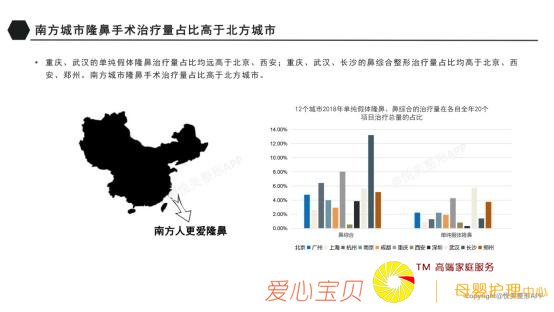 南方城市隆鼻手术治疗量占比高于北方城市
• 重庆、武汉的单纯假体隆鼻治疗量占比均远高于北京、西安；重庆、武汉、长沙的鼻综合整形治疗量占比均高于北京、西
安、郑州。南方城市隆鼻手术治疗量占比高于北方城市。
12个城市2018年单纯假体隆鼻、鼻综合的治疗量在各自全年20个
项目治疗总量的占比
14.00%
12.00%
10.00%
8.00%
6.00%
4.00%
2.00%
0.00%
鼻综合 单纯假体隆鼻
北京 广州 上海 杭州 南京 成都 重庆 西安 深圳 武汉 长沙 郑州
南方人更爱隆鼻
@悦美整形APP
@悦美整形APP
爱心宝贝 TM 高端家庭服务
母婴护理中心
Copyright@悦美整形APP